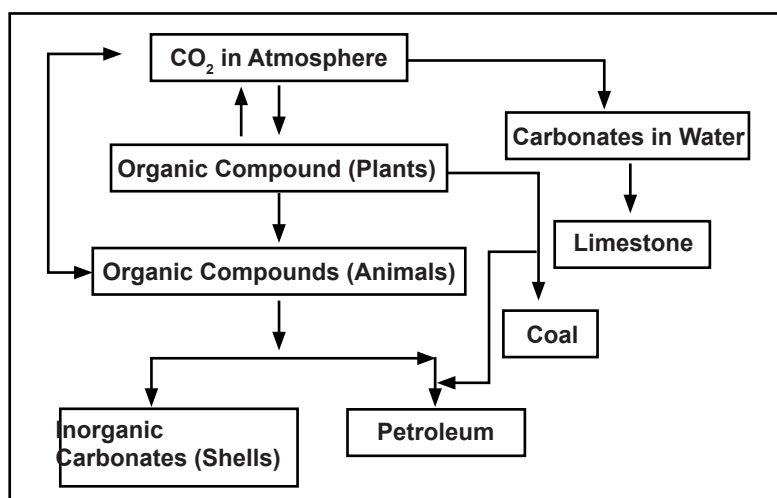 CO₂ in Atmosphere
Carbonates in Water
Organic Compound (Plants)
Limestone
Organic Compounds (Animals)
Coal
Inorganic
Carbonates (Shells)
Petroleum